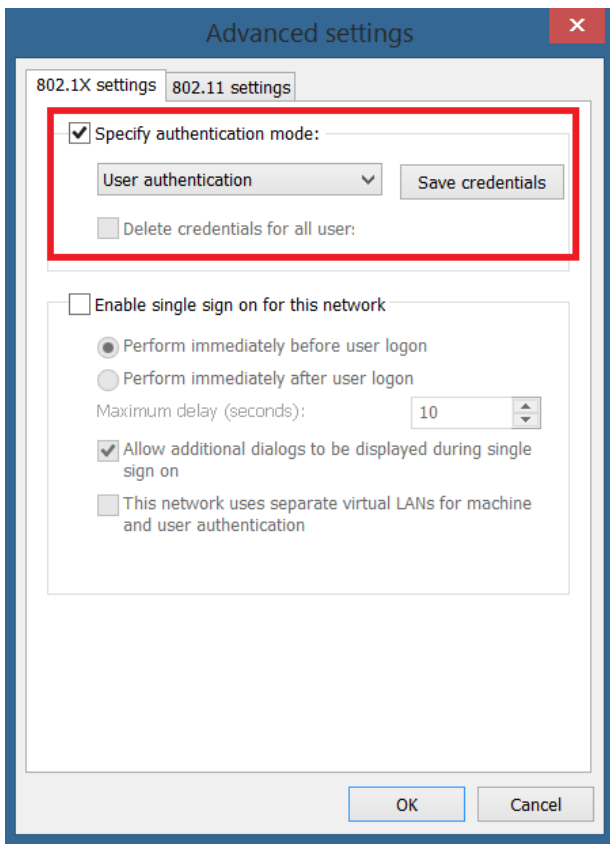 Advanced settings
802.1X settings
802.11 settings
Specify authentication mode:
User authentication
Save credentials
Delete credentials for all users
Enable single sign on for this network
Perform immediately before user logon
Perform immediately after user logon
Maximum delay (seconds):
10
Allow additional dialogs to be displayed during single
sign on
This network uses separate virtual LANs for machine
and user authentication
OK
Cancel